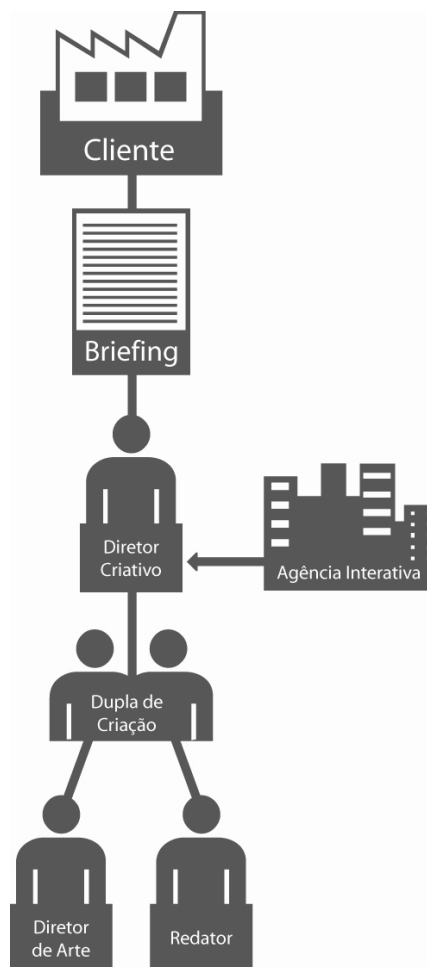 Cliente
Briefing
Diretor
Criativo
Agência Interativa
Dupla de
Criação
Diretor
de Arte
Redator